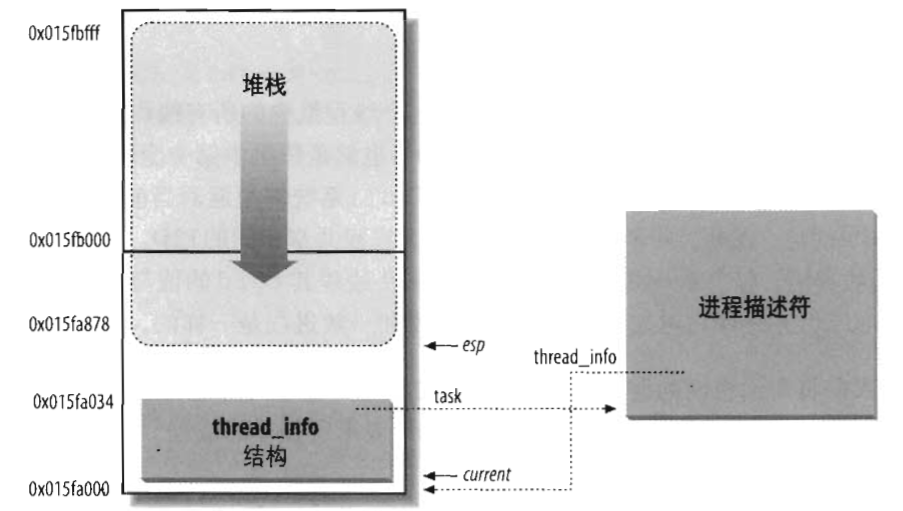 0x015fbfff
堆栈
0x015fb000
进程描述符
0x015fa878
esp
thread_info
0x015fa034
task
thread_info
结构
current
0x015fa000